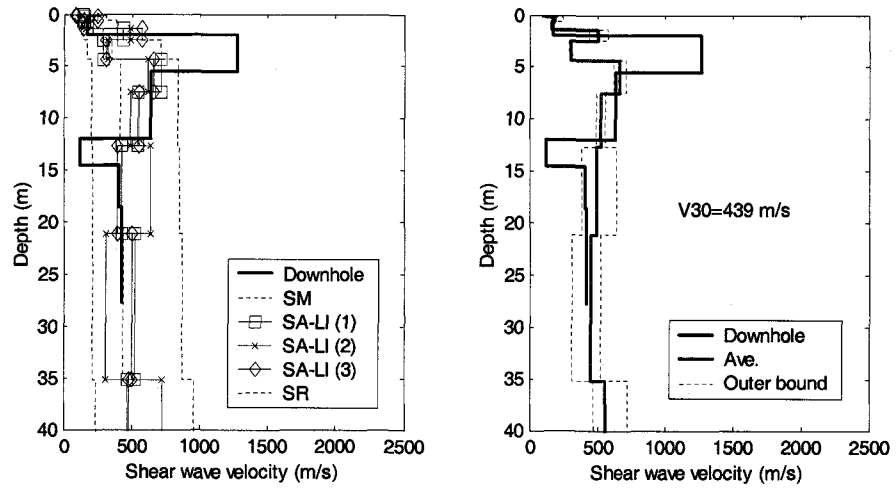 0
5
10
15
20
25
30
35
40
Depth (m)
0 500 1000 1500 2000 2500
Shear wave velocity (m/s)
Downhole
SM
SA-LI (1)
SA-LI (2)
SA-LI (3)
SR
0
5
10
15
20
25
30
35
40
Depth (m)
0 500 1000 1500 2000 2500
Shear wave velocity (m/s)
V30=439 m/s
Downhole
Ave.
Outer bound